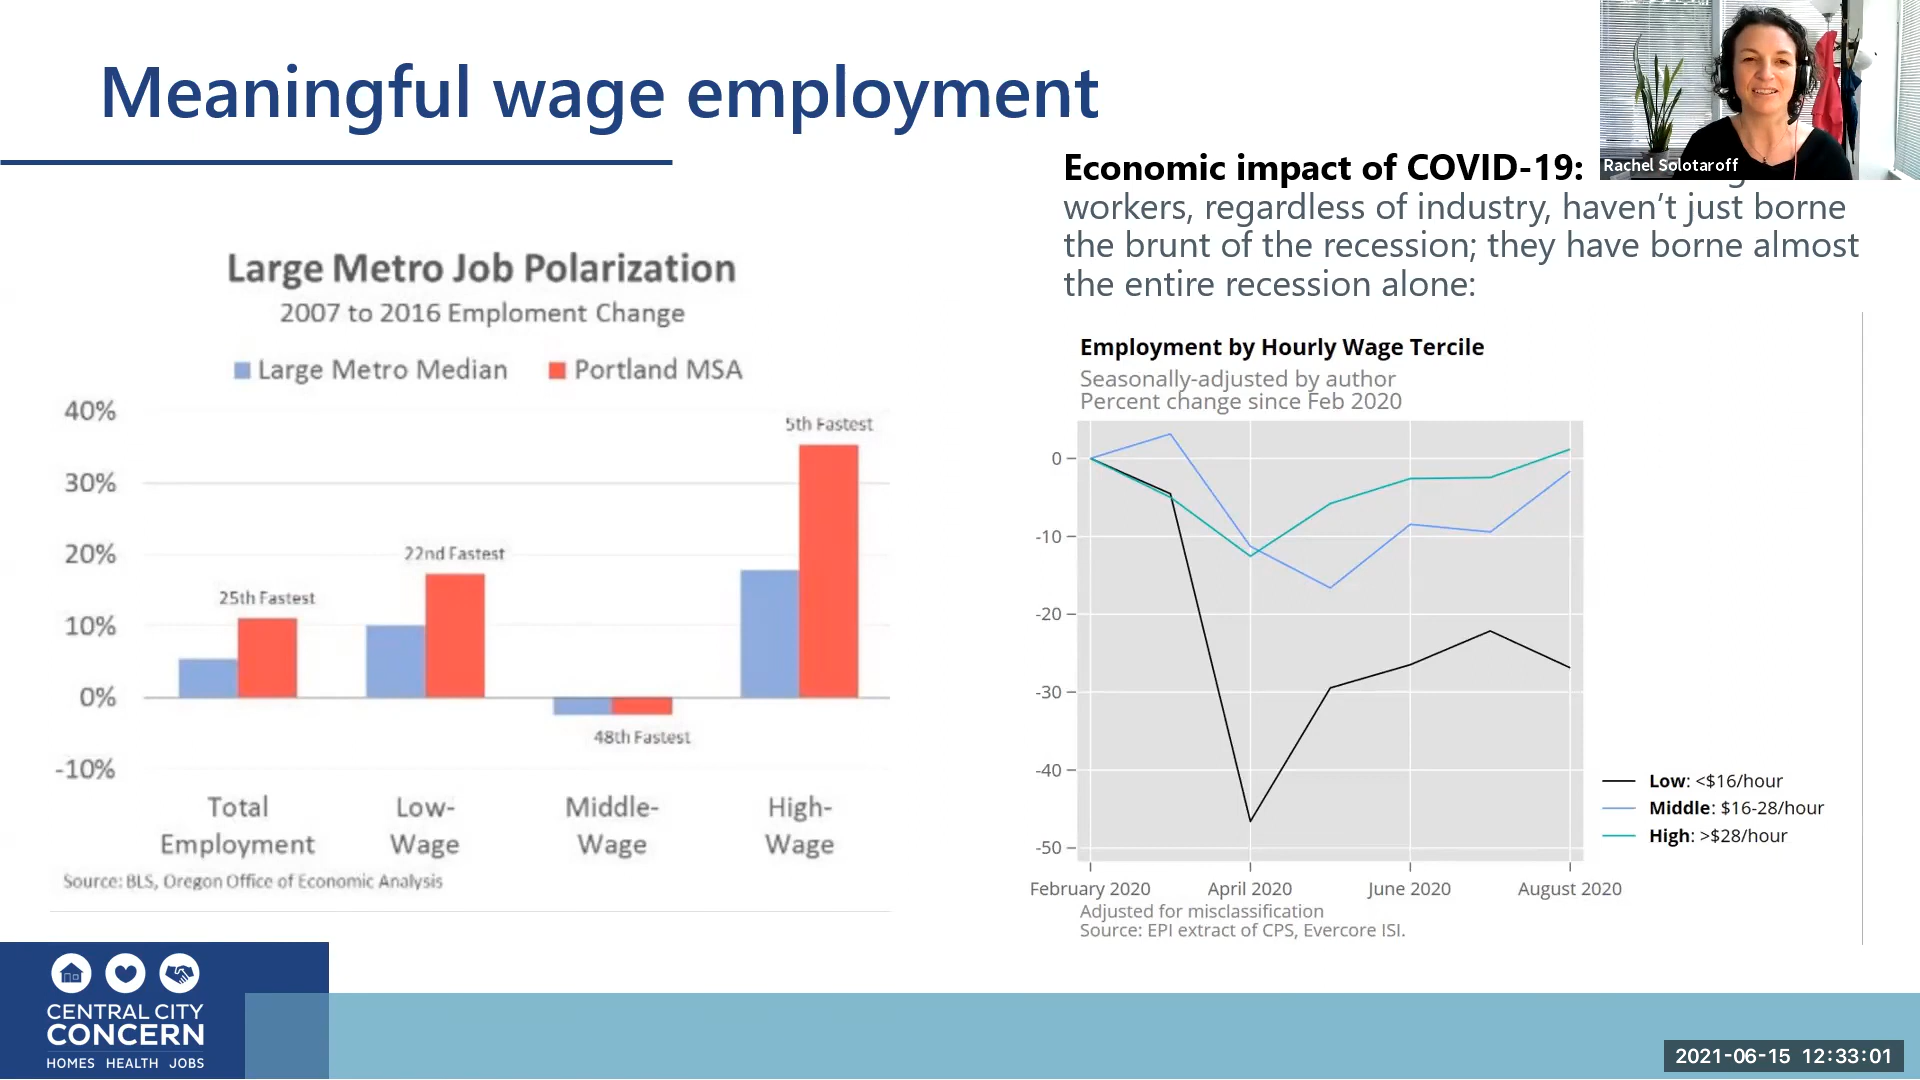 Meaningful wage employment
Rachel Solotaroff
Economic impact of COVID-19:
workers, regardless of industry, haven’t just borne
the brunt of the recession; they have borne almost
the entire recession alone:
Large Metro Job Polarization
2007 to 2016 Emploment Change
Large Metro Median
Portland MSA
40%
30%
20%
10%
0%
-10%
25th Fastest
22nd Fastest
48th Fastest
5th Fastest
Total
Employment
Low-
Wage
Middle-
Wage
High-
Wage
Source: BLS, Oregon Office of Economic Analysis
Employment by Hourly Wage Tercile
Seasonally-adjusted by author
Percent change since Feb 2020
0
-10
-20
-30
-40
-50
February 2020
April 2020
June 2020
August 2020
Low: <$16/hour
Middle: $16-28/hour
High: >$28/hour
Adjusted for misclassification
Source: EPI extract of CPS, Evercore ISI.
CENTRAL CITY
CONCERN
HOMES HEALTH JOBS
2021-06-15 12:33:01